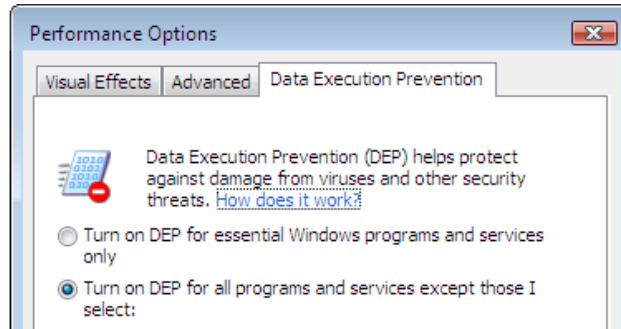 Performance Options
Visual Effects Advanced Data Execution Prevention
Data Execution Prevention (DEP) helps protect
against damage from viruses and other security
threats. How does it work?
Turn on DEP for essential Windows programs and services
only
Turn on DEP for all programs and services except those I
select: